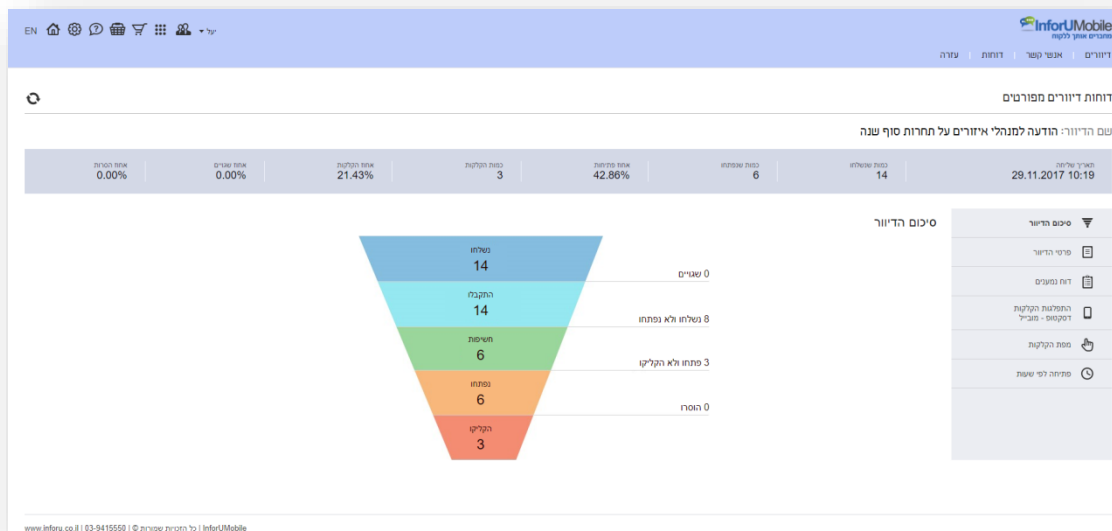 InforUMobile
מחברים אותך ללקוח
EN
יעל
דיוורים | אנשי קשר | דוחות | עזרה
דוחות דיוורים מפורטים
שם הדיוור: הודעה למנהלי איזורים על תחרות סוף שנה
תאריך שליחה
29.11.2017 10:19
כמות שנשלחו
14
כמות שנפתחו
6
אחוז פתיחות
42.86%
כמות הקלקות
3
אחוז הקלקות
21.43%
אחוז שגויים
0.00%
אחוז הסרות
0.00%
סיכום הדיוור
פרטי הדיוור
דוח נמענים
התפלגות הקלקות
דסקטופ - מובייל
מפת הקלקות
פתיחה לפי שעות
סיכום הדיוור
נשלחו
14
0 שגויים
התקבלו
14
8 נשלחו ולא נפתחו
חשיפות
6
3 פתחו ולא הקליקו
נפתחו
6
0 הוסרו
הקליקו
3
InforUMobile | כל הזכויות שמורות © | 03-9415550 | www.inforu.co.il